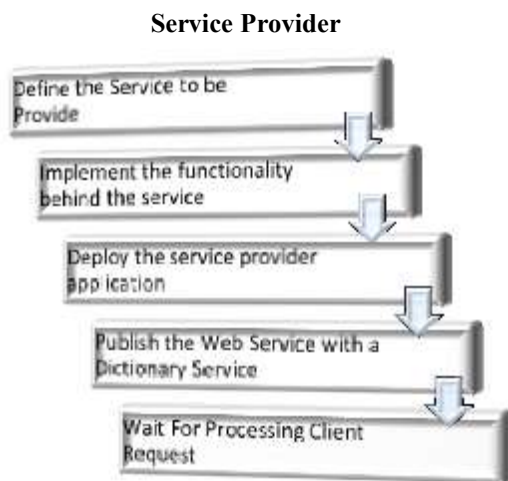 Service Provider
Define the Service to be
Provide
Implement the functionality
behind the service
Deploy the service provider
application
Publish the Web Service with a
Dictionary Service
Wait For Processing Client
Request